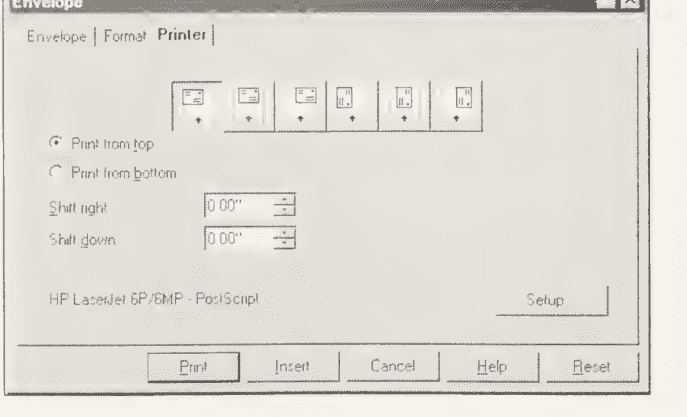 Envelope
Envelope Format Printer
Print from top
Print from bottom
Shift right 0.00"
Shift down 0.00"
HP LaserJet 6P/6MP - PostScript Setup
Print Insert Cancel Help Reset